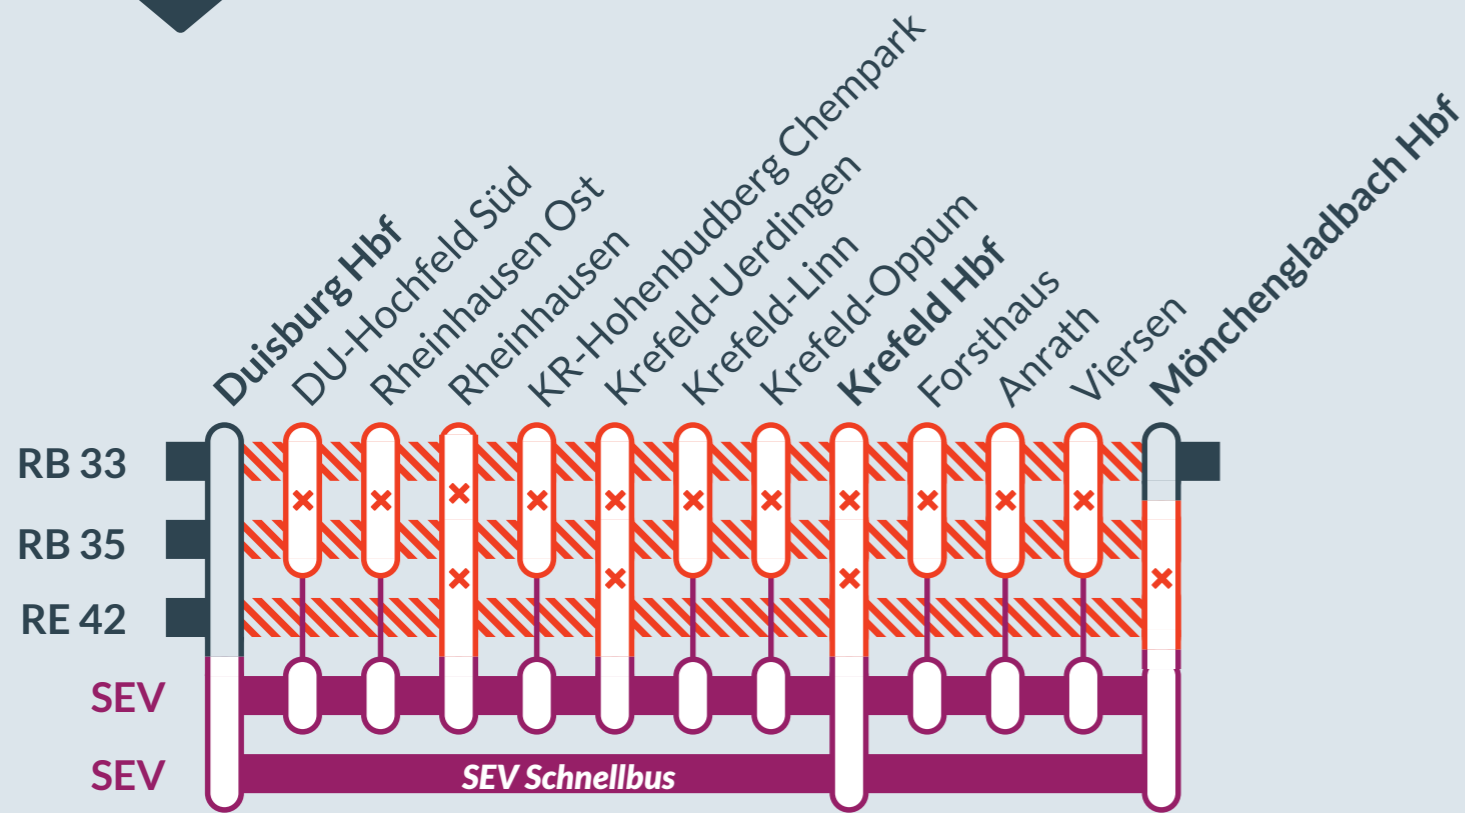 Duisburg Hbf
DU-Hochfeld Süd
Rheinhausen Ost
Rheinhausen
KR-Hohenbudberg Chempark
Krefeld-Uerdingen
Krefeld-Linn
Krefeld-Oppum
Krefeld Hbf
Forsthaus
Anrath
Viersen
Mönchengladbach Hbf
RB 33
RB 35
RE 42
SEV
SEV
SEV Schnellbus